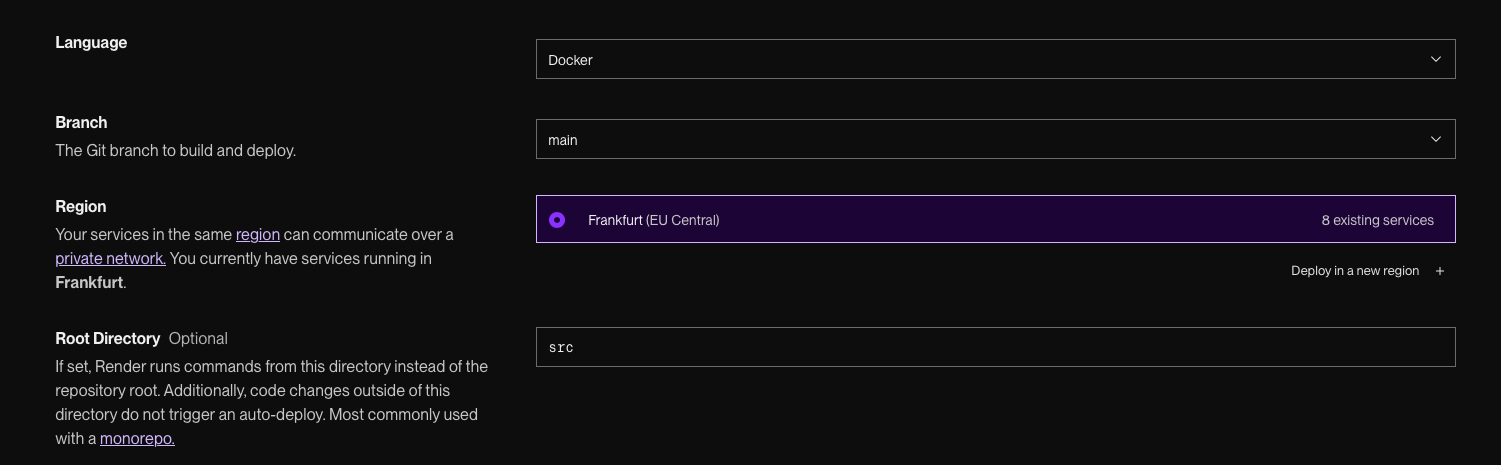 Language
Docker
Branch
The Git branch to build and deploy.
main
Region
Your services in the same region can communicate over a
private network. You currently have services running in
Frankfurt.
Frankfurt (EU Central)
8 existing services
Deploy in a new region +
Root Directory Optional
If set, Render runs commands from this directory instead of the
repository root. Additionally, code changes outside of this
directory do not trigger an auto-deploy. Most commonly used
with a monorepo.
src